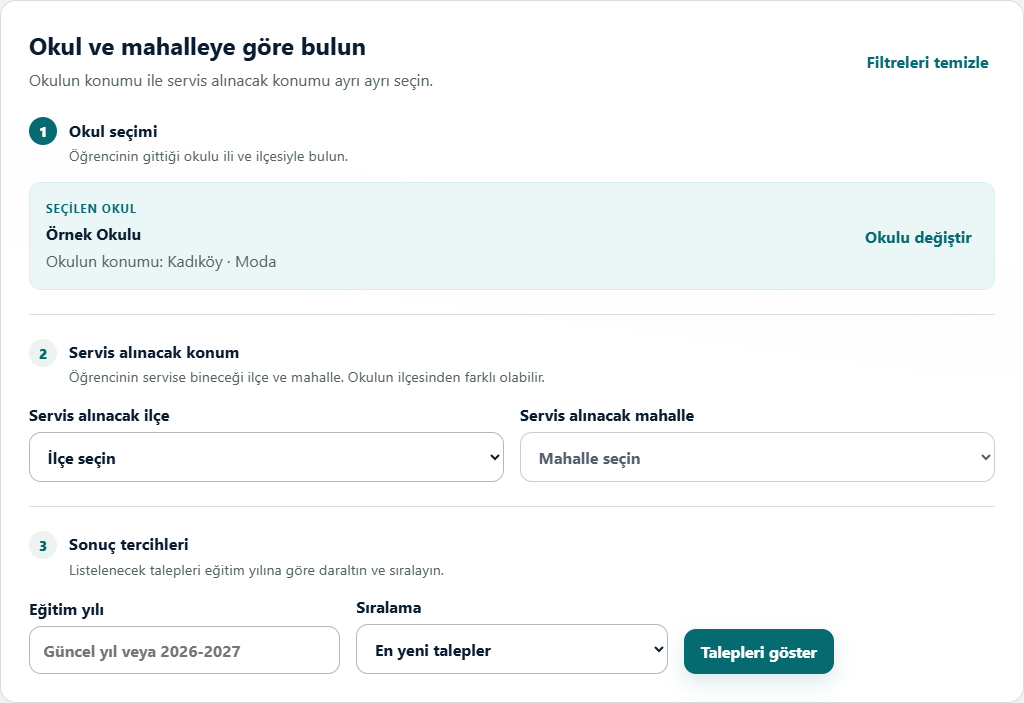 Okul ve mahalleye göre bulun
Okulun konumu ile servis alınacak konumu ayrı ayrı seçin.
Filtreleri temizle
1 Okul seçimi
Öğrencinin gittiği okulu ili ve ilçesiyle bulun.
SEÇİLEN OKUL
Örnek Okulu
Okulun konumu: Kadıköy · Moda
Okulu değiştir
2 Servis alınacak konum
Öğrencinin servise bineceği ilçe ve mahalle. Okulun ilçesinden farklı olabilir.
Servis alınacak ilçe
İlçe seçin
Servis alınacak mahalle
Mahalle seçin
3 Sonuç tercihleri
Listelenecek talepleri eğitim yılına göre daraltın ve sıralayın.
Eğitim yılı
Güncel yıl veya 2026-2027
Sıralama
En yeni talepler
Talepleri göster